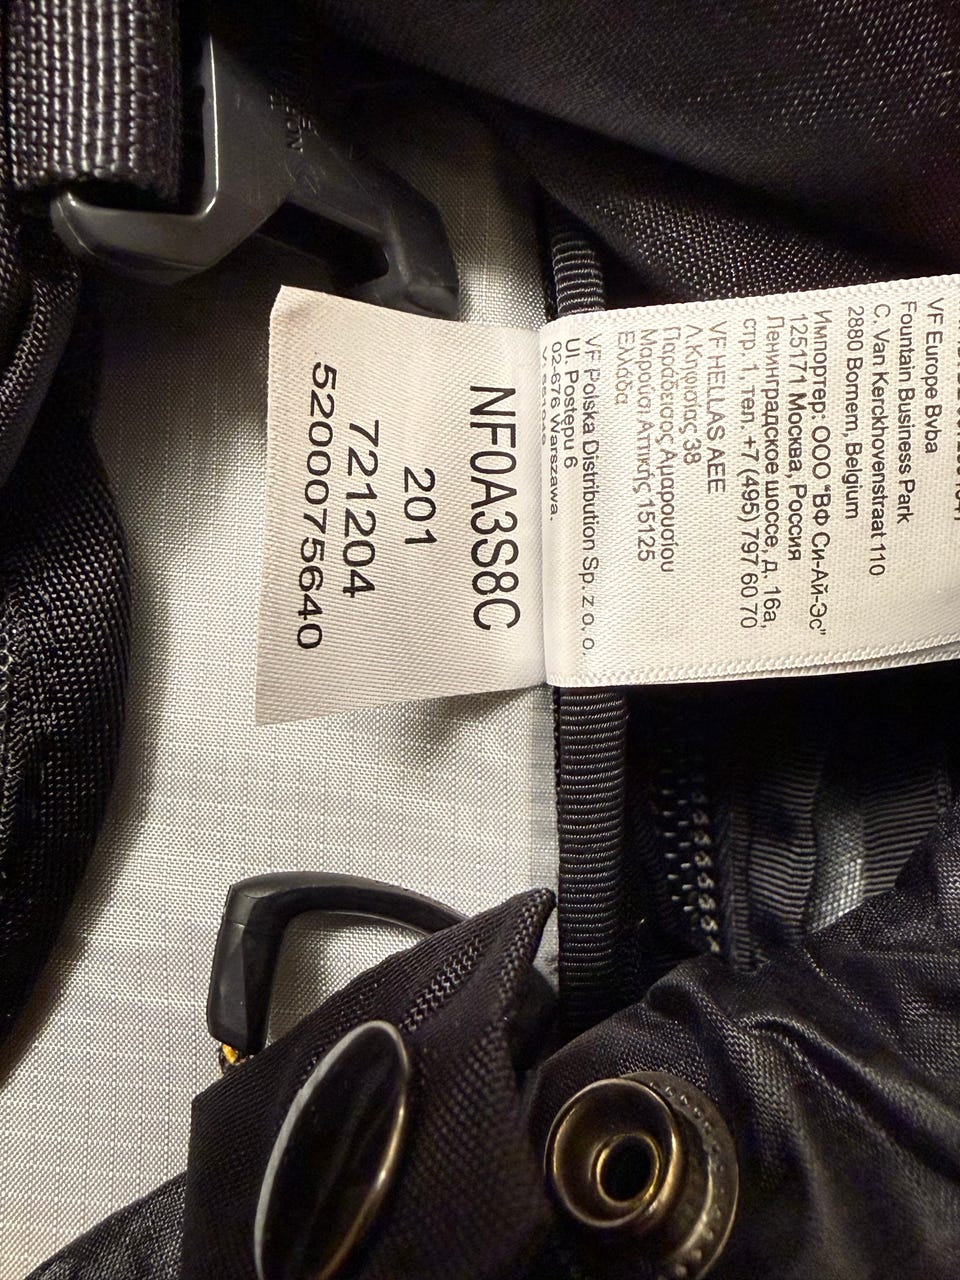 VF Europe Bvba
Fountain Business Park
C. Van Kerckhovenstraat 110
2880 Bornem, Belgium
Импортер: ООО "ВФ Си-Ай-Эс"
125171 Москва, Россия
Ленинградское шоссе, д. 16а,
стр. 1, тел. +7 (495) 797 60 70
VF HELLAS AEE
Λ.Κηφισίας 38
Παράδεισος Αμαρουσίου
Μαρούσι, Αττικής 15125
Ελλάδα
VF Polska Distribution Sp. z o. o.
Ul. Postępu 6
02-676 Warszawa.
NF0A3S8C
201
721204
5200075640